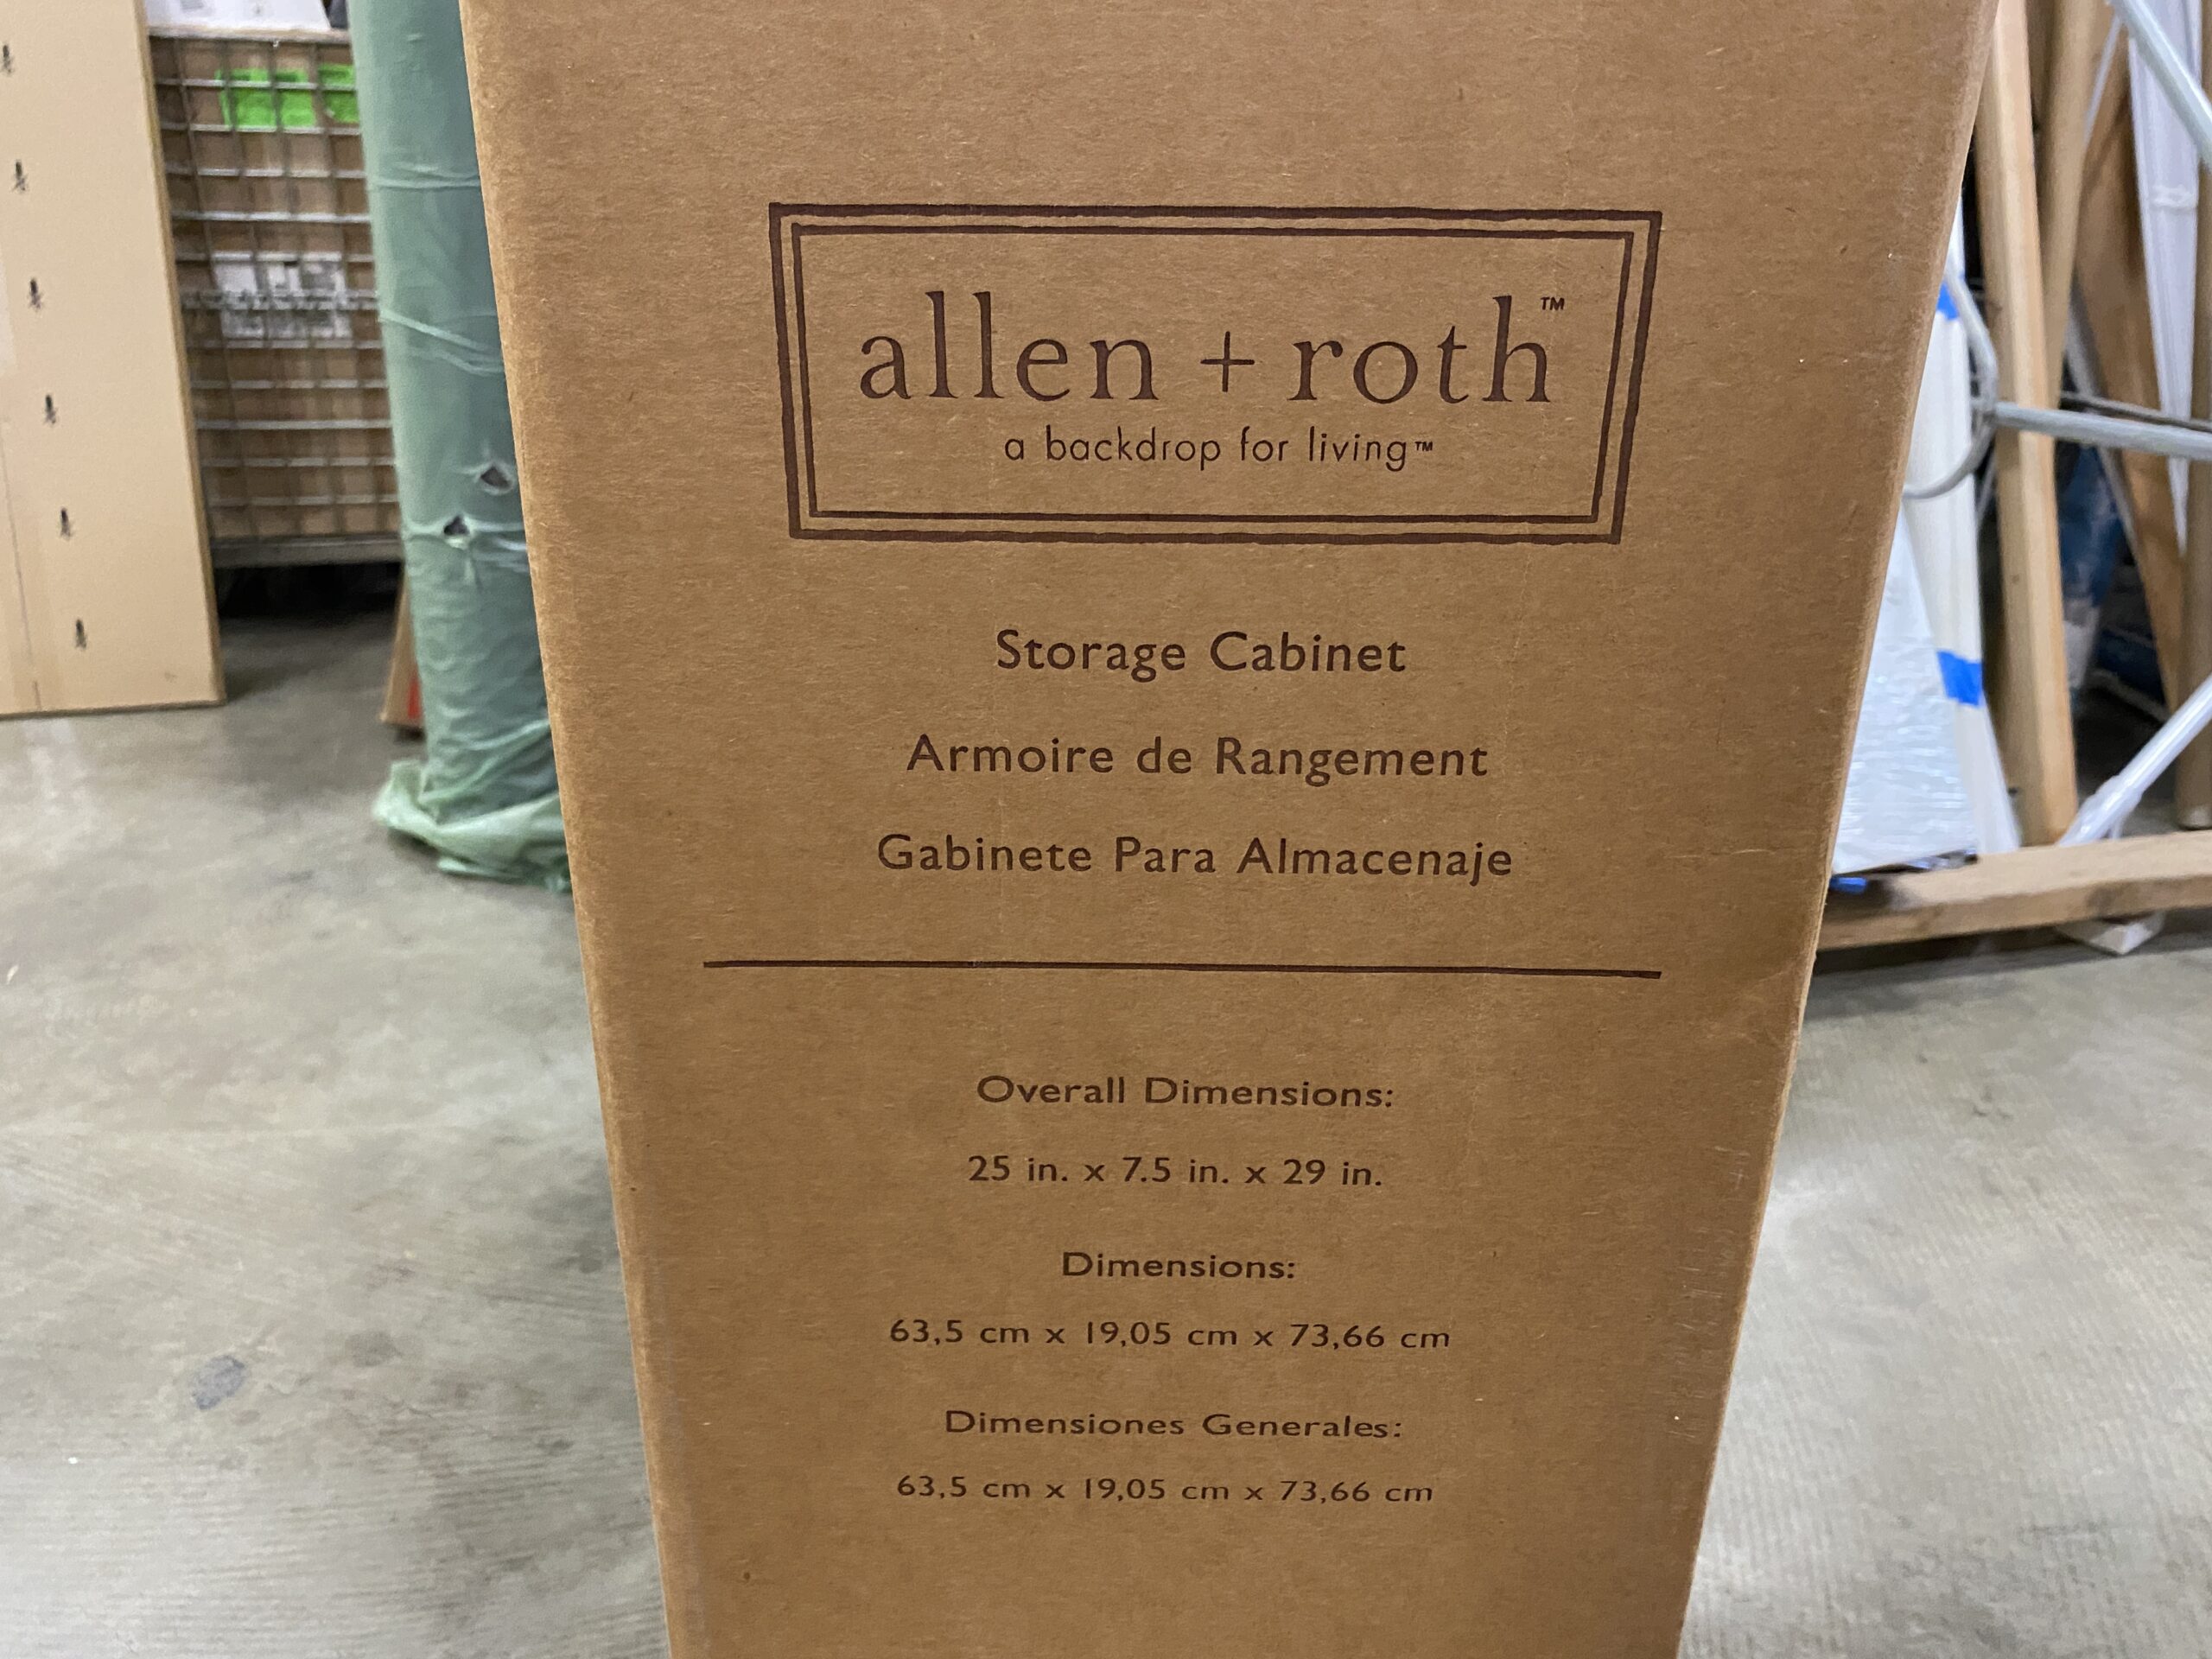 allen + roth™
a backdrop for living™
Storage Cabinet
Armoire de Rangement
Gabinete Para Almacenaje
Overall Dimensions:
25 in. x 7.5 in. x 29 in.
Dimensions:
63,5 cm x 19,05 cm x 73,66 cm
Dimensiones Generales:
63,5 cm x 19,05 cm x 73,66 cm